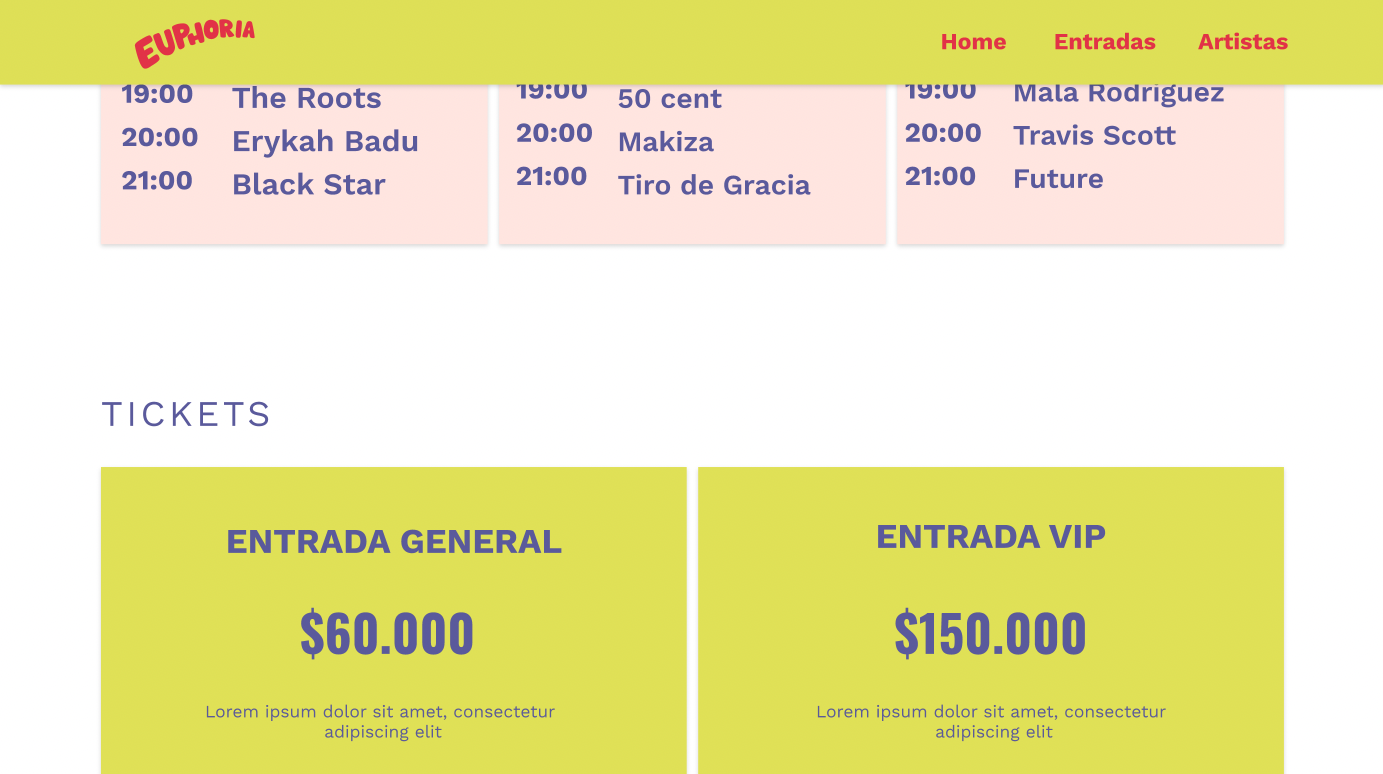 EUPHORIA
Home Entradas Artistas
19:00 The Roots
20:00 Erykah Badu
21:00 Black Star
19:00 50 cent
20:00 Makiza
21:00 Tiro de Gracia
19:00 Mala Rodriguez
20:00 Travis Scott
21:00 Future
TICKETS
ENTRADA GENERAL
$60.000
Lorem ipsum dolor sit amet, consectetur
adipiscing elit
ENTRADA VIP
$150.000
Lorem ipsum dolor sit amet, consectetur
adipiscing elit